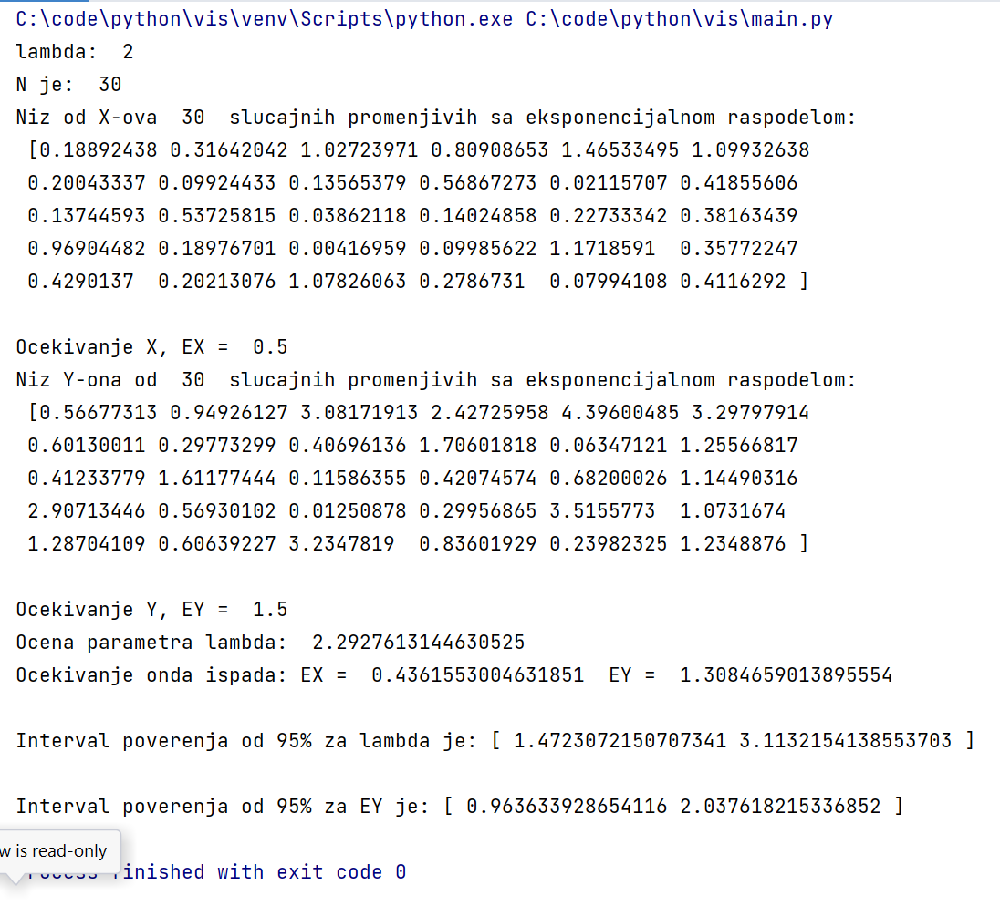 C:\code\python\vis\venv\Scripts\python.exe C:\code\python\vis\main.py
lambda:  2
N je:  30
Niz od X-ova  30  slucajnih promenjivih sa eksponencijalnom raspodelom:
[0.18892438 0.31642042 1.02723971 0.80908653 1.46533495 1.09932638
0.20043337 0.09924433 0.13565379 0.56867273 0.02115707 0.41855606
0.13744593 0.53725815 0.03862118 0.14024858 0.22733342 0.38163439
0.96904482 0.18976701 0.00416959 0.09985622 1.1718591  0.35772247
0.4290137  0.20213076 1.07826063 0.2786731  0.07994108 0.4116292 ]
Ocekivanje X, EX =  0.5
Niz Y-ona od  30  slucajnih promenjivih sa eksponencijalnom raspodelom:
[0.56677313 0.94926127 3.08171913 2.42725958 4.39600485 3.29797914
0.60130011 0.29773299 0.40696136 1.70601818 0.06347121 1.25566817
0.41233779 1.61177444 0.11586355 0.42074574 0.68200026 1.14490316
2.90713446 0.56930102 0.01250878 0.29956865 3.5155773  1.0731674
1.28704109 0.60639227 3.2347819  0.83601929 0.23982325 1.2348876 ]
Ocekivanje Y, EY =  1.5
Ocena parametra lambda:  2.2927613144630525
Ocekivanje onda ispada: EX =  0.4361553004631851  EY =  1.3084659013895554
Interval poverenja od 95% za lambda je: [ 1.4723072150707341 3.1132154138553703 ]
Interval poverenja od 95% za EY je: [ 0.963633928654116 2.037618215336852 ]
w is read-only
Process finished with exit code 0